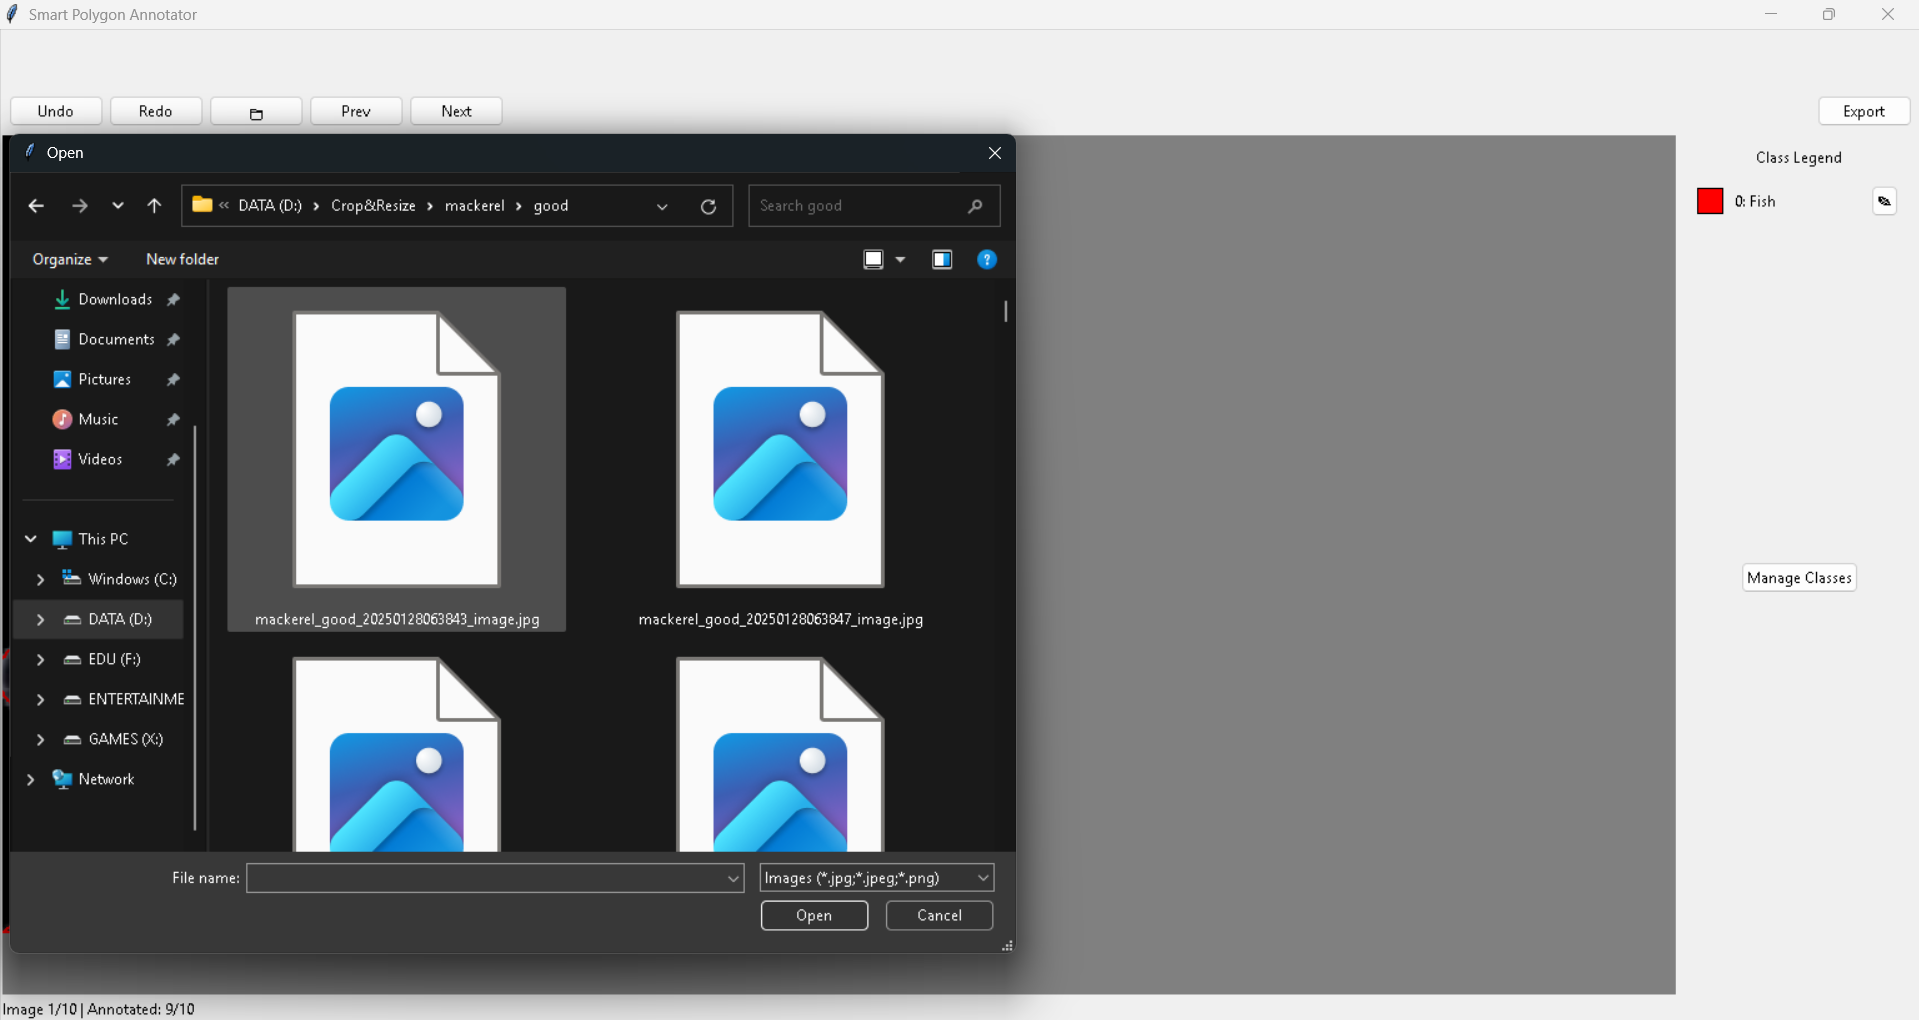 Smart Polygon Annotator
Undo Redo Prev Next Export
Open
DATA (D:) Crop&Resize mackerel good
Search good
Organize New folder
Downloads
Documents
Pictures
Music
Videos
This PC
Windows (C:)
DATA (D:)
EDU (F:)
ENTERTAINME
GAMES (X:)
Network
mackerel_good_20250128063843_image.jpg
mackerel_good_20250128063847_image.jpg
File name:
Images (*.jpg;*.jpeg;*.png)
Open Cancel
Class Legend
0: Fish
Manage Classes
Image 1/10 | Annotated: 9/10